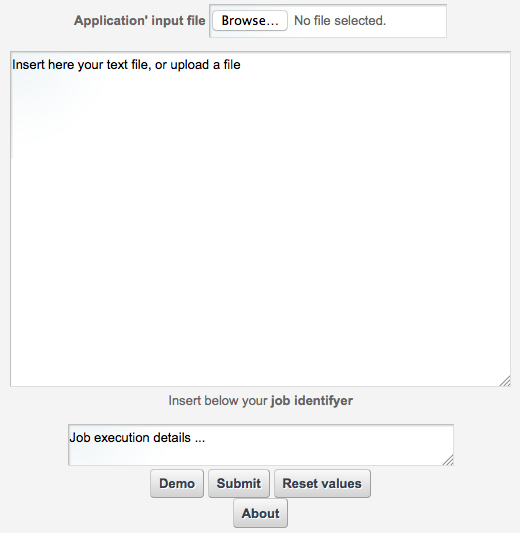 Application' input file Browse... No file selected.
Insert here your text file, or upload a file
Insert below your job identifyer
Job execution details ...
Demo Submit Reset values
About